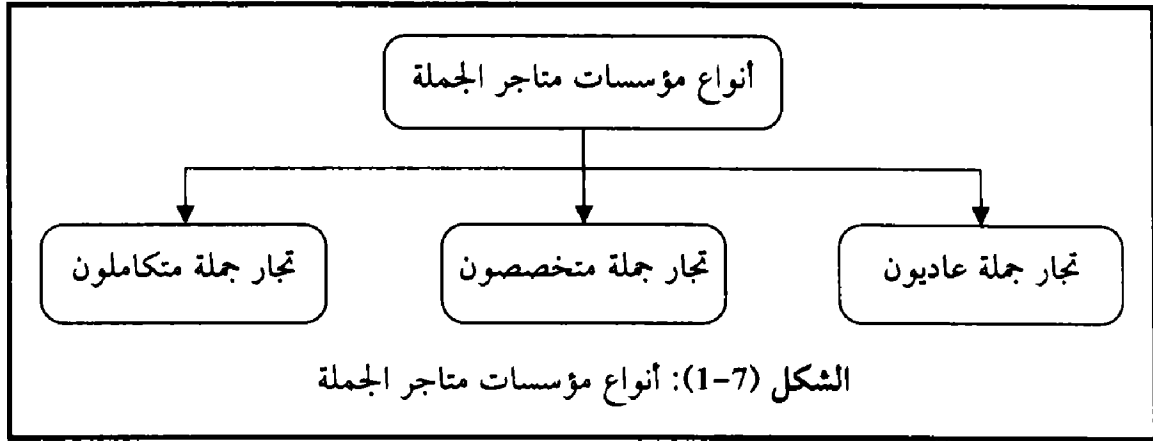 أنواع مؤسسات متاجر الجملة
تجار جملة عاديون
تجار جملة متخصصون
تجار جملة متكاملون
الشكل (7-1): أنواع مؤسسات متاجر الجملة